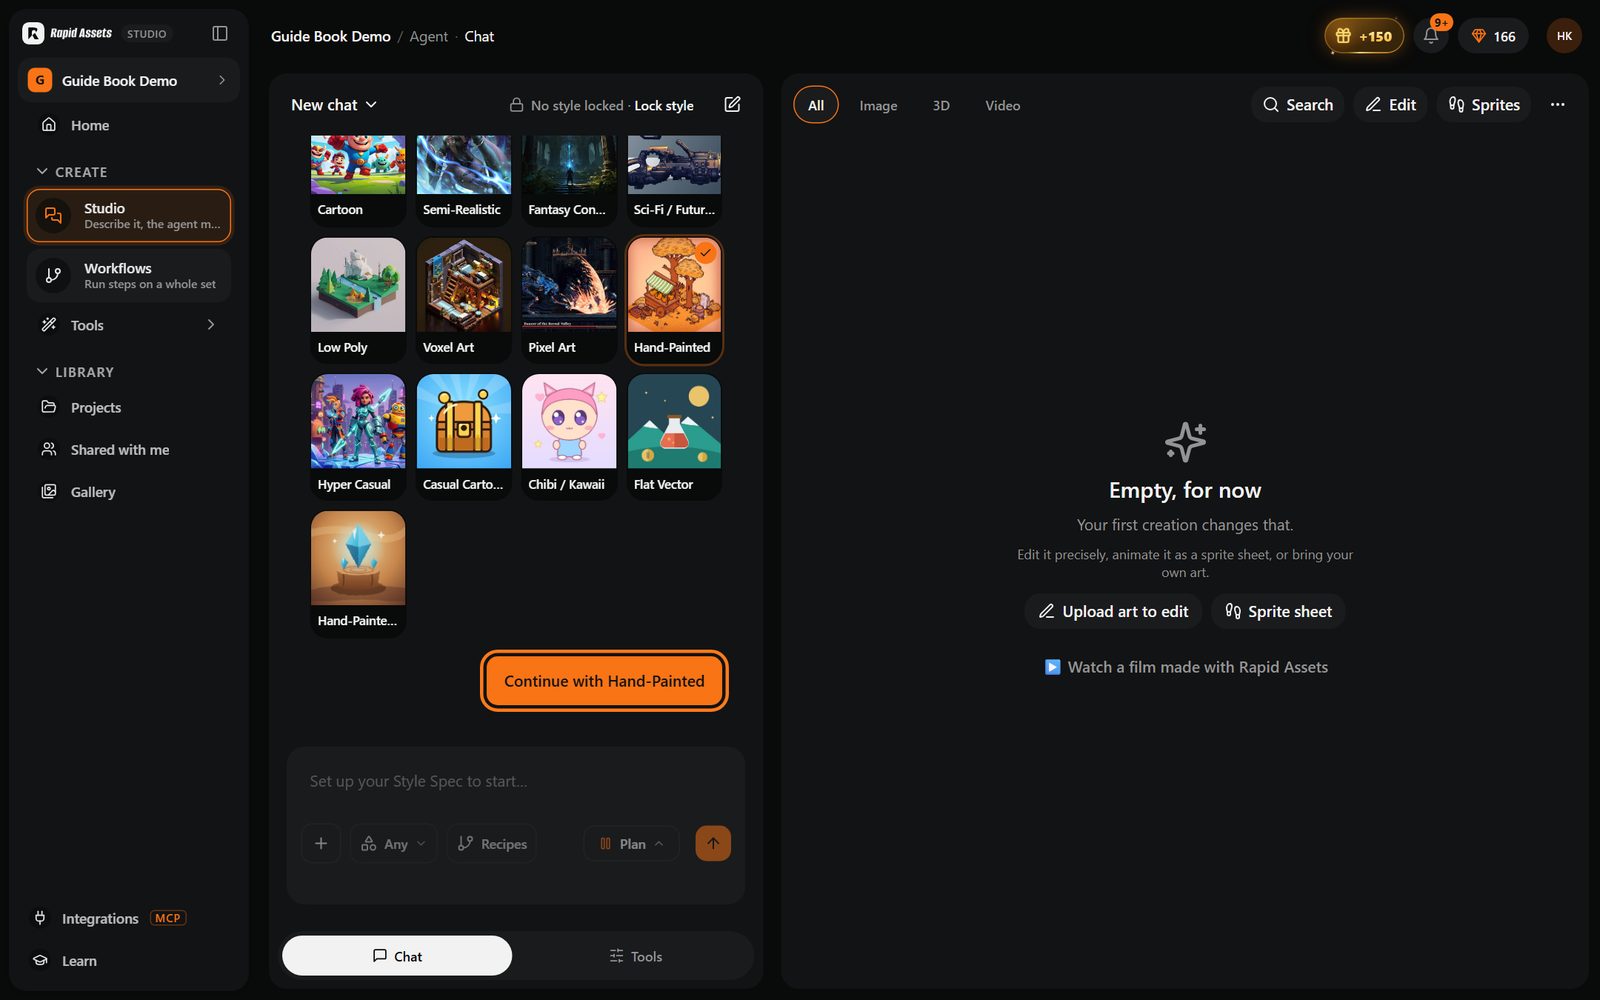 Rapid Assets STUDIO
Guide Book Demo / Agent · Chat
+150
9+
166
HK
G Guide Book Demo
Home
CREATE
Studio
Describe it, the agent m...
Workflows
Run steps on a whole set
Tools
LIBRARY
Projects
Shared with me
Gallery
Integrations MCP
Learn
New chat
No style locked · Lock style
Cartoon
Semi-Realistic
Fantasy Con...
Sci-Fi / Futur...
Low Poly
Voxel Art
Pixel Art
Hand-Painted
Hyper Casual
Casual Carto...
Chibi / Kawaii
Flat Vector
Hand-Painte...
Continue with Hand-Painted
Set up your Style Spec to start...
Any
Recipes
Plan
Chat
Tools
All
Image
3D
Video
Search
Edit
Sprites
Empty, for now
Your first creation changes that.
Edit it precisely, animate it as a sprite sheet, or bring your
own art.
Upload art to edit
Sprite sheet
Watch a film made with Rapid Assets